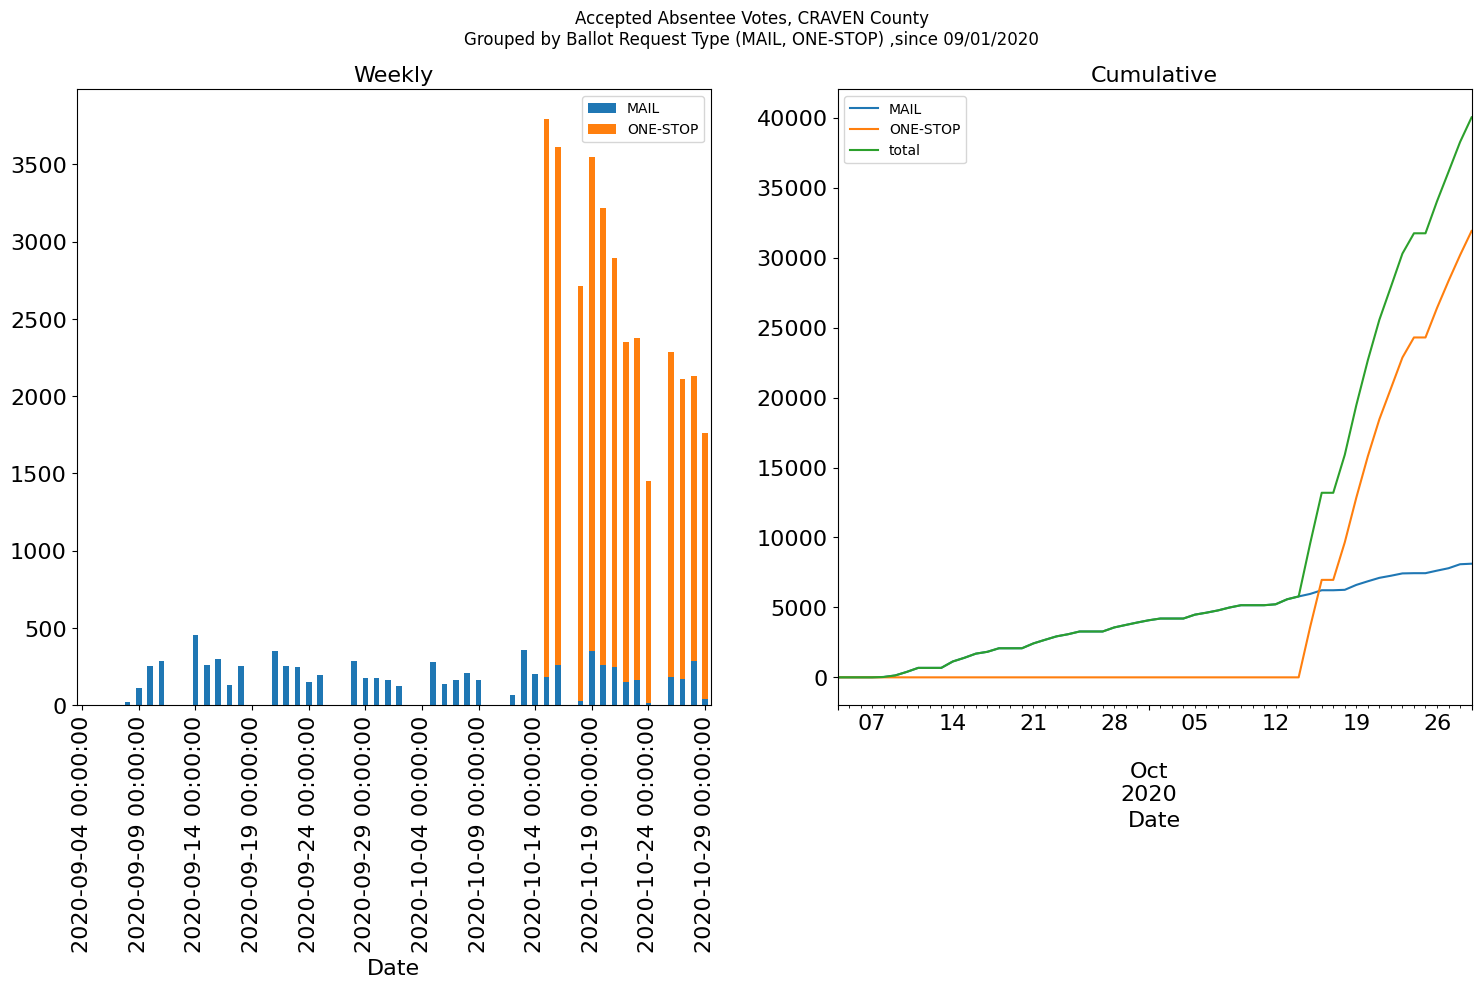 Accepted Absentee Votes, CRAVEN County
Grouped by Ballot Request Type (MAIL, ONE-STOP) ,since 09/01/2020
Weekly
MAIL
ONE-STOP
3500
3000
2500
2000
1500
1000
500
0
2020-09-04 00:00:00
2020-09-09 00:00:00
2020-09-14 00:00:00
2020-09-19 00:00:00
2020-09-24 00:00:00
2020-09-29 00:00:00
2020-10-04 00:00:00
2020-10-09 00:00:00
2020-10-14 00:00:00
2020-10-19 00:00:00
2020-10-24 00:00:00
2020-10-29 00:00:00
Date
Cumulative
MAIL
ONE-STOP
total
40000
35000
30000
25000
20000
15000
10000
5000
0
07 14 21 28 05 12 19 26
Oct
2020
Date